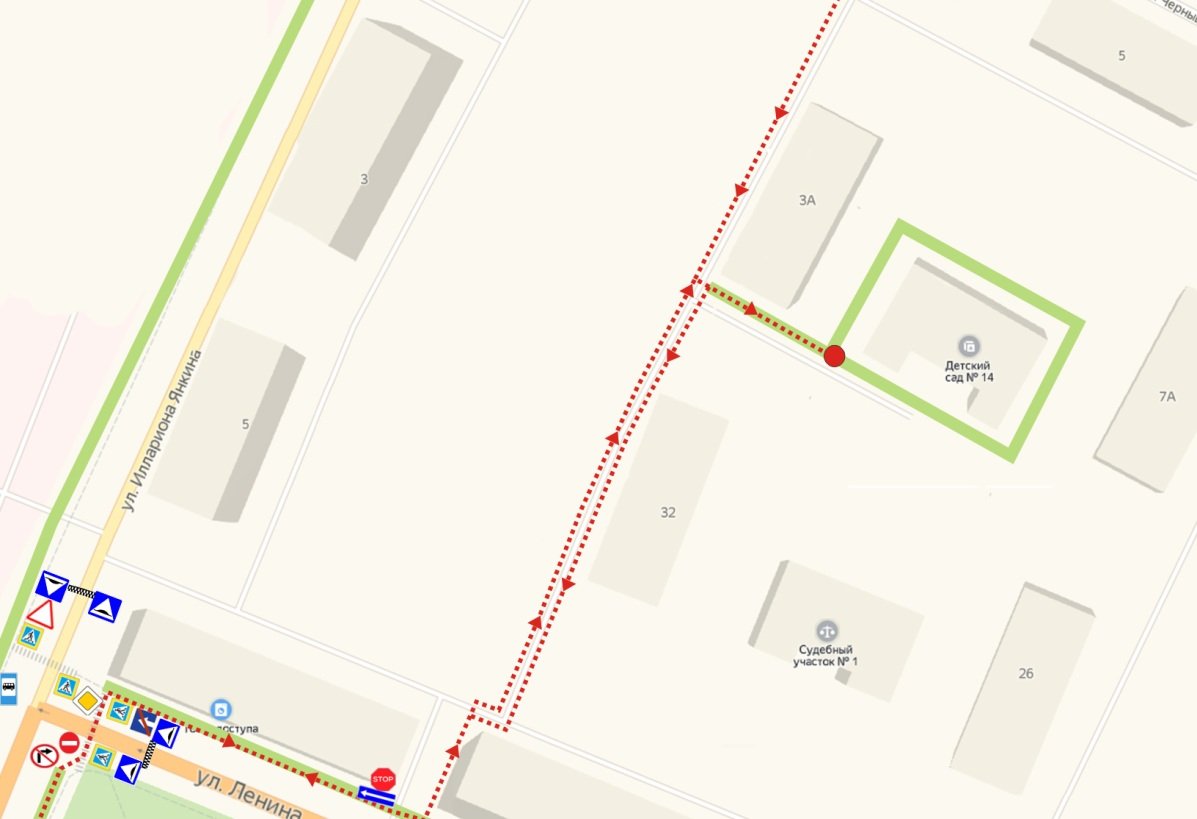 Черны
5
3
3А
Детский
сад № 14
7А
ул. Иллариона Янкина
5
32
Судебный
участок № 1
26
доступа
STOP
ул. Ленина